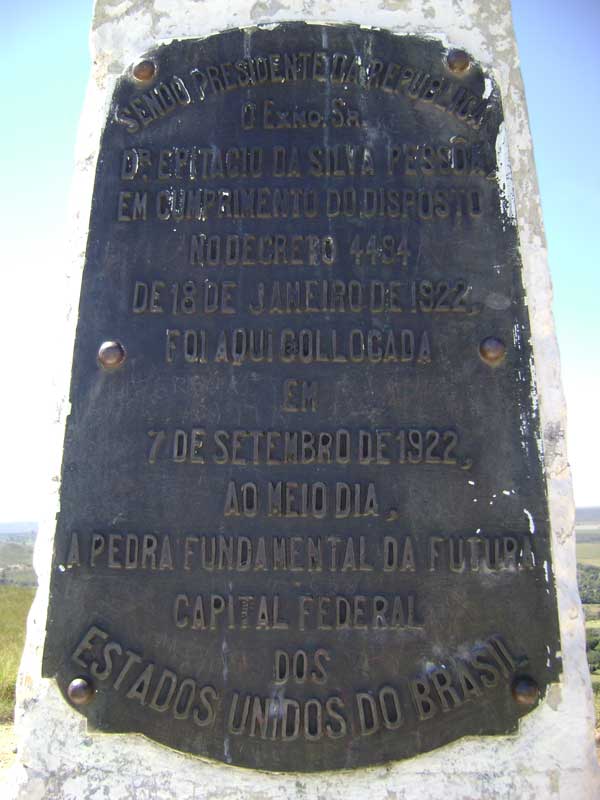 SENDO PRESIDENTE DA REPUBLICA
O EXMO. SR.
DR. EPITACIO DA SILVA PESSÔA,
EM CUMPRIMENTO DO DISPOSTO
NO DECRETO 4494
DE 18 DE JANEIRO DE 1922,
FOI AQUI COLLOCADA
EM
7 DE SETEMBRO DE 1922,
AO MEIO DIA,
A PEDRA FUNDAMENTAL DA FUTURA
CAPITAL FEDERAL
DOS
ESTADOS UNIDOS DO BRASIL